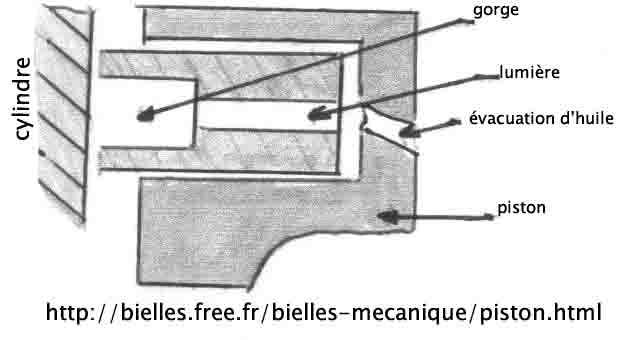 gorge
lumière
cylindre
évacuation d'huile
piston
http://bielles.free.fr/bielles-mecanique/piston.html